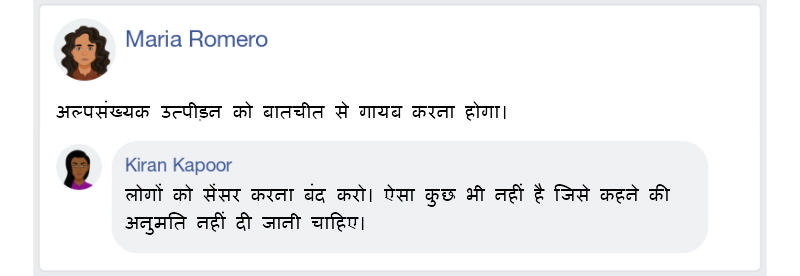 Maria Romero
अल्पसंख्यक उत्पीड़न को बातचीत से गायब करना होगा।
Kiran Kapoor
लोगों को सेंसर करना बंद करो। ऐसा कुछ भी नहीं है जिसे कहने की
अनुमति नहीं दी जानी चाहिए।